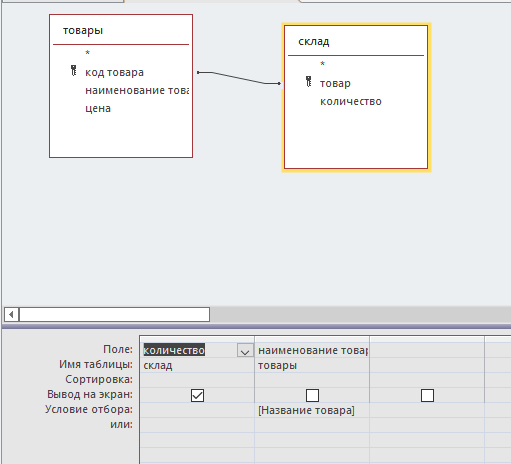 товары
*
код товара
наименование това
цена
склад
*
товар
количество
Поле: количество наименование товар
Имя таблицы: склад товары
Сортировка:
Вывод на экран:
Условие отбора: [Название товара]
или: